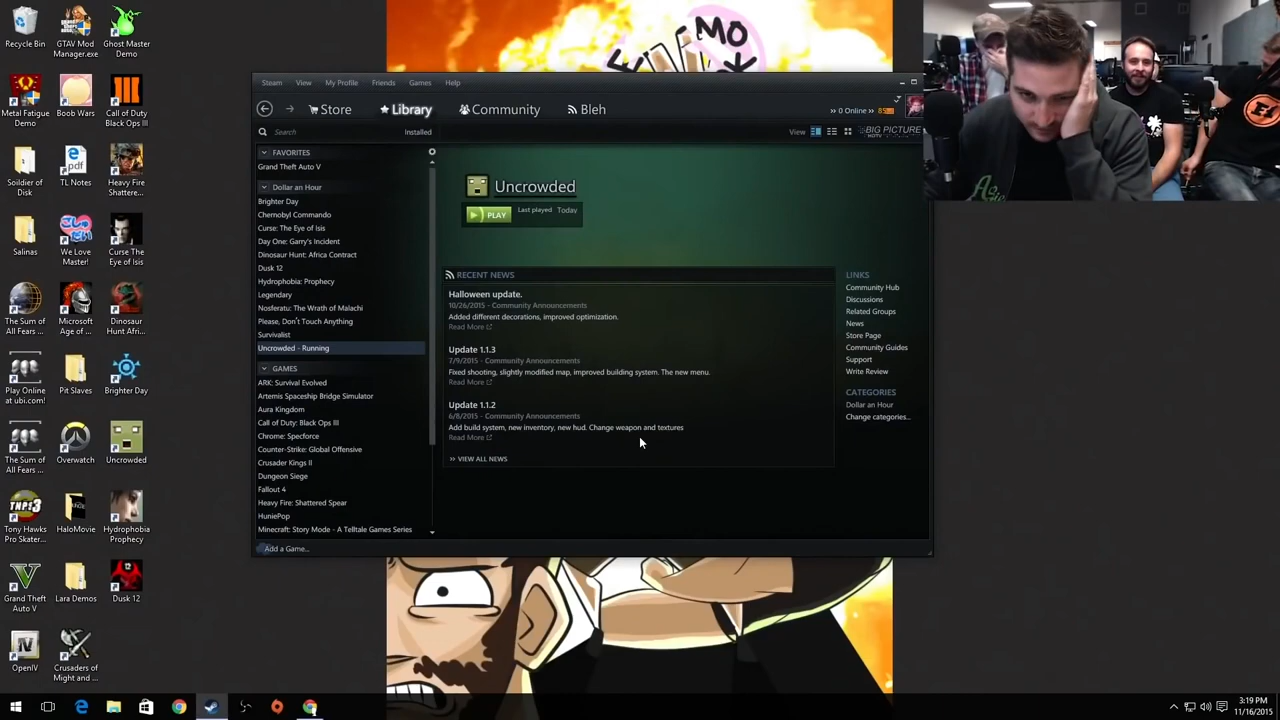 Recycle Bin
GTAV Mod
Manager.exe
Ghost Master
Demo
Metal Fatigue
Demo
Boob Wars
Call of Duty
Black Ops III
Soldier of
Disk
TL Notes
Heavy Fire
Shattere...
Salinas
We Love
Master!
Curse The
Eye of Isis
The Sum of
All Fears ...
Microsoft
Age of ...
Dinosaur
Hunt Afri...
Play Online
at ubi.com
Pit Slaves
Brighter Day
The Sum of
All Fears ...
Overwatch
Uncrowded
Tony Hawks
Pro Skater...
HaloMovie
Hydrophobia
Prophecy
Grand Theft
Auto V
Lara Demos
Dusk 12
OpenIV
Crusaders of
Might and ...
MO
Steam View My Profile Friends Games Help
Store Library Community Bleh
0 Online
Search Installed
View BIG PICTURE
FAVORITES
Grand Theft Auto V
Dollar an Hour
Brighter Day
Chernobyl Commando
Curse: The Eye of Isis
Day One: Garry's Incident
Dinosaur Hunt: Africa Contract
Dusk 12
Hydrophobia: Prophecy
Legendary
Nosferatu: The Wrath of Malachi
Please, Don't Touch Anything
Survivalist
Uncrowded - Running
GAMES
ARK: Survival Evolved
Artemis Spaceship Bridge Simulator
Aura Kingdom
Call of Duty: Black Ops III
Chrome: Specforce
Counter-Strike: Global Offensive
Crusader Kings II
Dungeon Siege
Fallout 4
Heavy Fire: Shattered Spear
HuniePop
Minecraft: Story Mode - A Telltale Games Series
Add a Game...
Uncrowded
PLAY
Last played Today
RECENT NEWS
Halloween update.
10/26/2015 - Community Announcements
Added different decorations, improved optimization.
Read More
Update 1.1.3
7/9/2015 - Community Announcements
Fixed shooting, slightly modified map, improved building system. The new menu.
Read More
Update 1.1.2
6/8/2015 - Community Announcements
Add build system, new inventory, new hud. Change weapon and textures
Read More
VIEW ALL NEWS
LINKS
Community Hub
Discussions
Related Groups
News
Store Page
Community Guides
Support
Write Review
CATEGORIES
Dollar an Hour
Change categories...
3:19 PM
11/16/2015